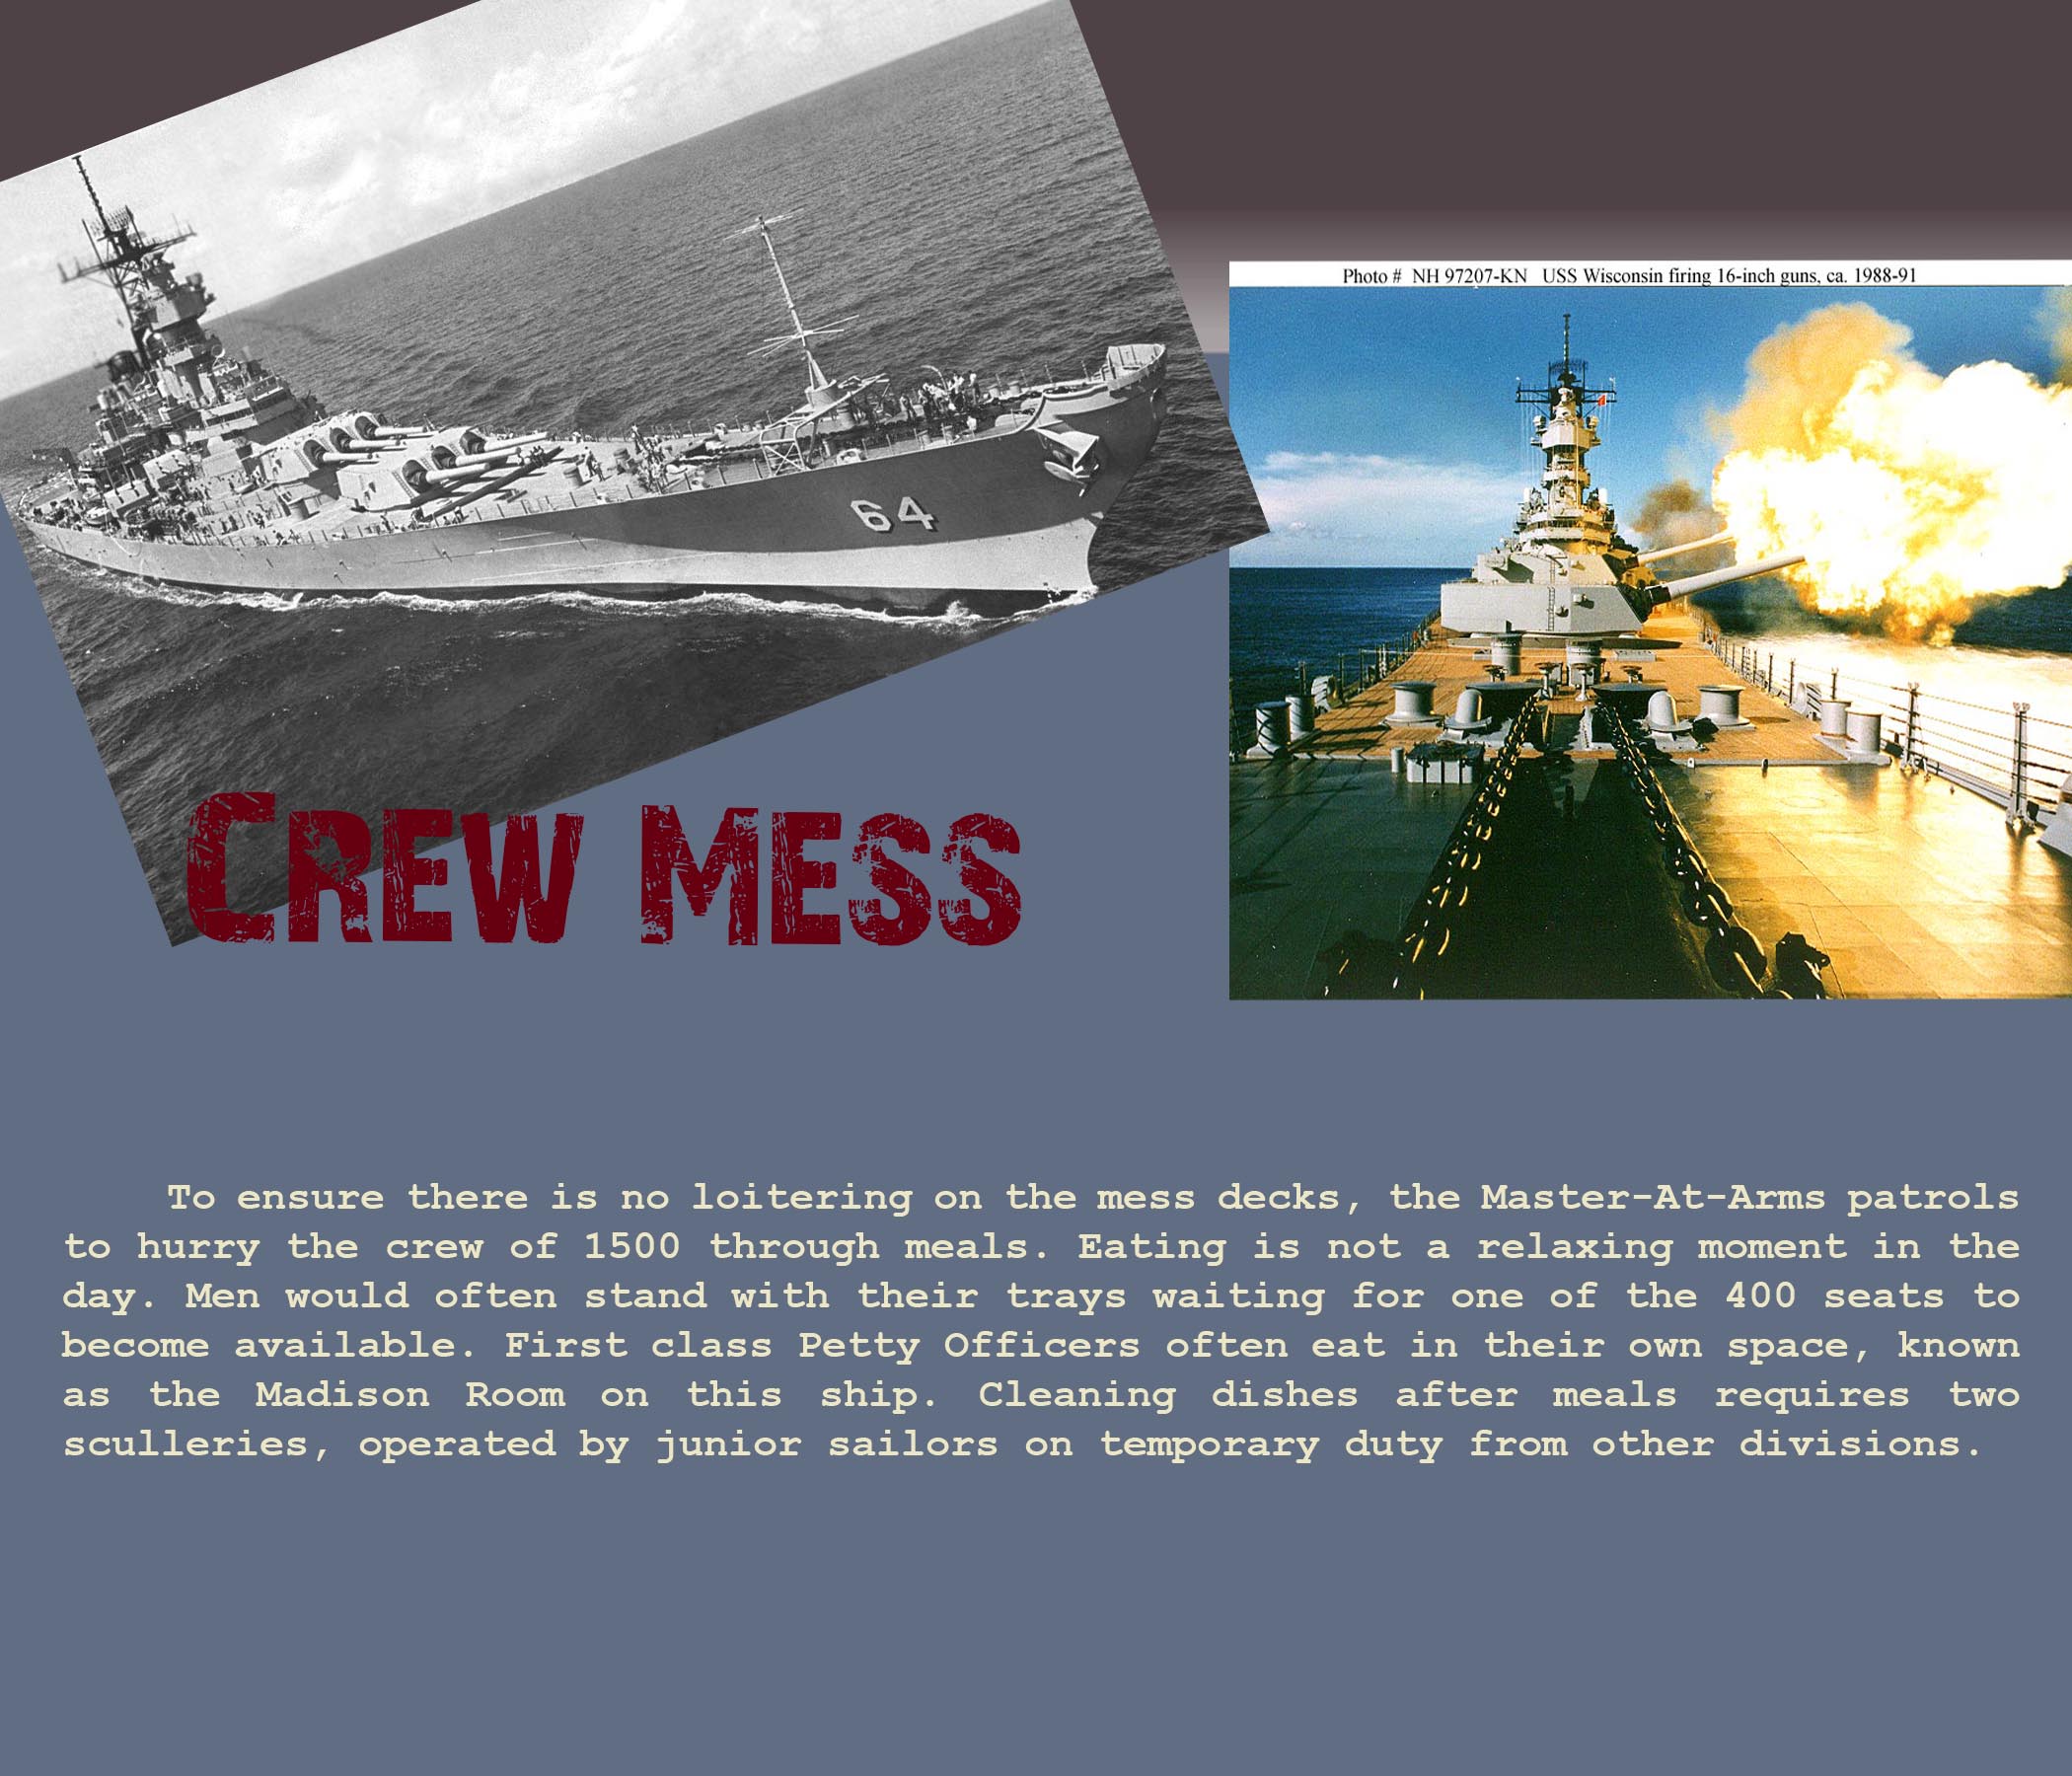 64
Photo # NH 97207-KN USS Wisconsin firing 16-inch guns, ca. 1988-91
Crew Mess
To ensure there is no loitering on the mess decks, the Master-At-Arms patrols
to hurry the crew of 1500 through meals. Eating is not a relaxing moment in the
day. Men would often stand with their trays waiting for one of the 400 seats to
become available. First class Petty Officers often eat in their own space, known
as the Madison Room on this ship. Cleaning dishes after meals requires two
sculleries, operated by junior sailors on temporary duty from other divisions.